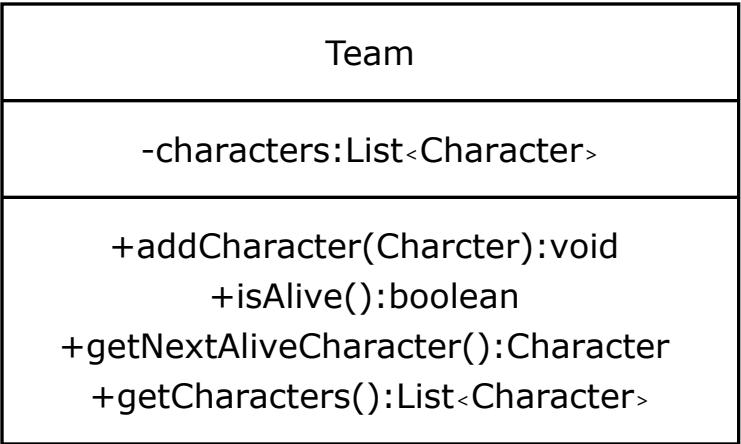 Team
-characters:List<Character>
+addCharacter(Charcter):void
+isAlive():boolean
+getNextAliveCharacter():Character
+getCharacters():List<Character>